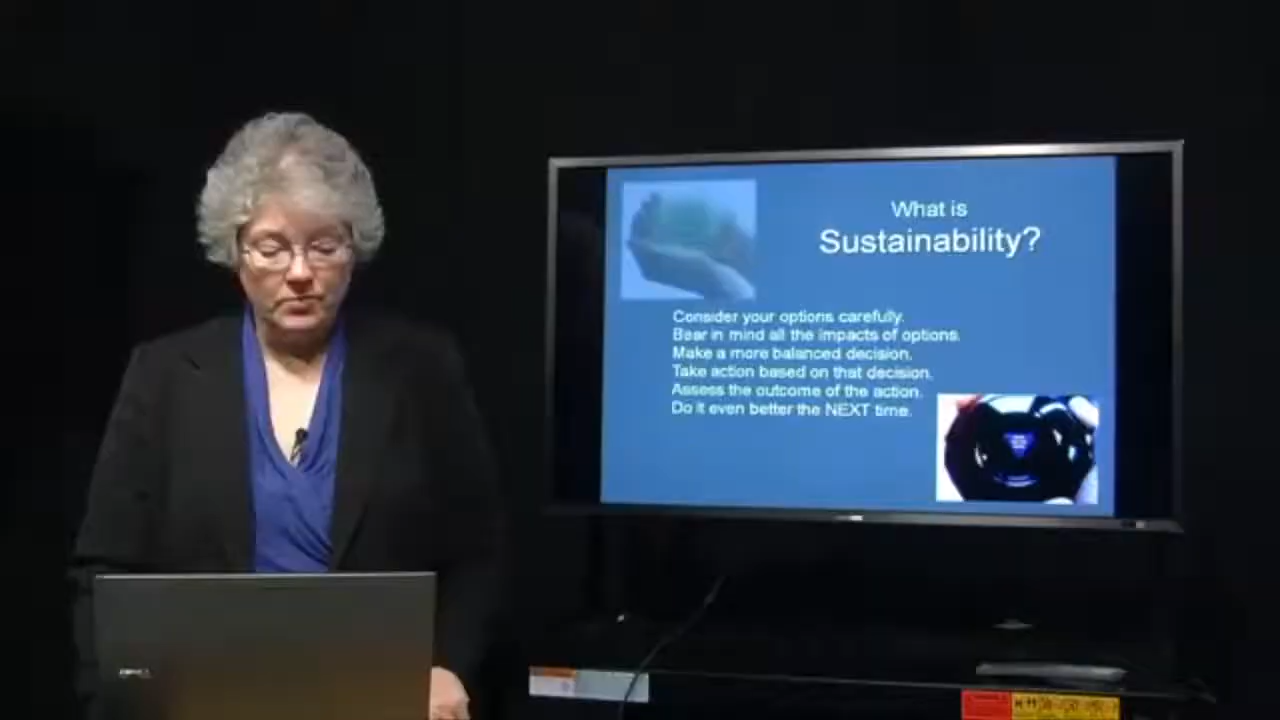 What is
Sustainability?
Consider your options carefully.
Bear in mind all the impacts of options.
Make a more balanced decision.
Take action based on that decision.
Assess the outcome of the action.
Do it even better the NEXT time.
DELL